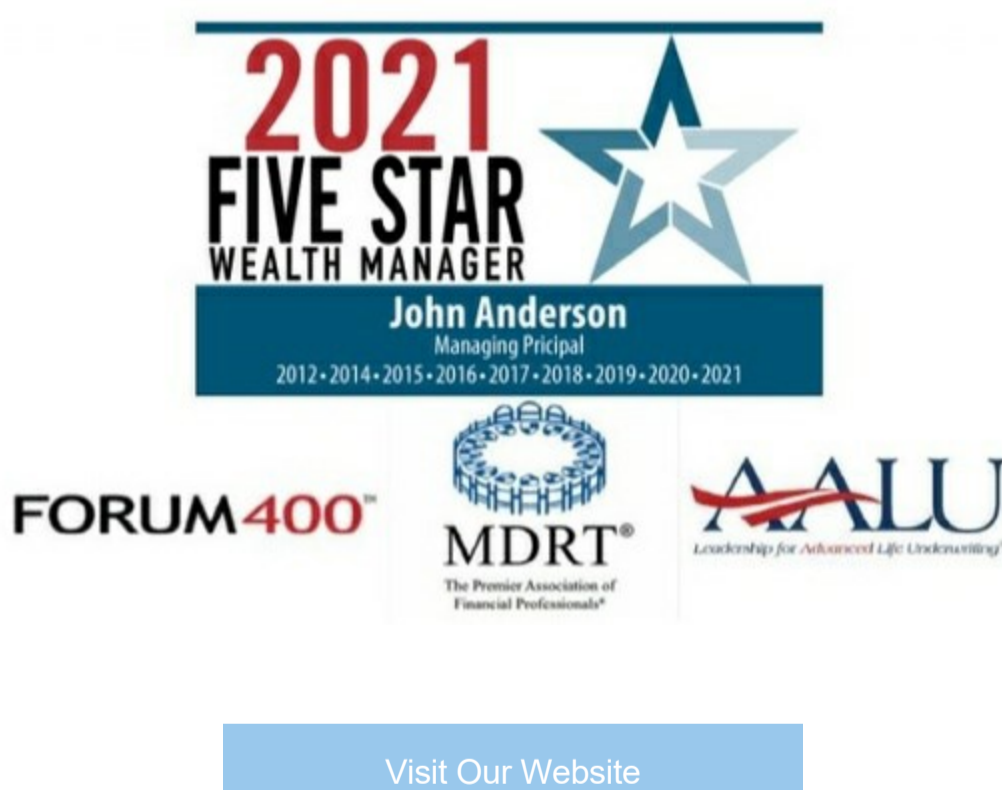 2021
FIVE STAR
WEALTH MANAGER
John Anderson
Managing Pricipal
2012•2014•2015•2016•2017•2018•2019•2020•2021
FORUM400™
MDRT®
The Premier Association of
Financial Professionals®
AALU
Leadership for Advanced Life Underwriting
Visit Our Website